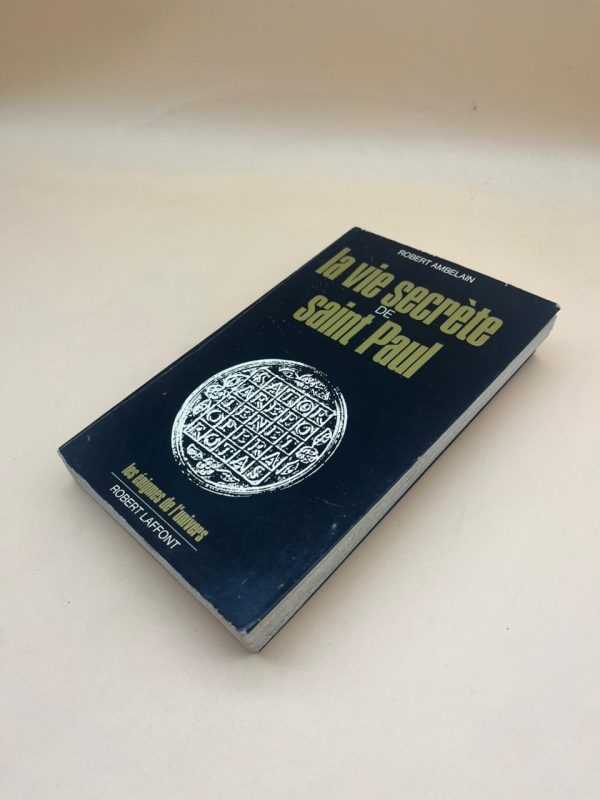 ROBERT AMBELAIN
la vie secrète
DE
saint Paul
SATOR
AREPO
TENET
OPERA
ROTAS
les énigmes de l'univers
ROBERT LAFFONT